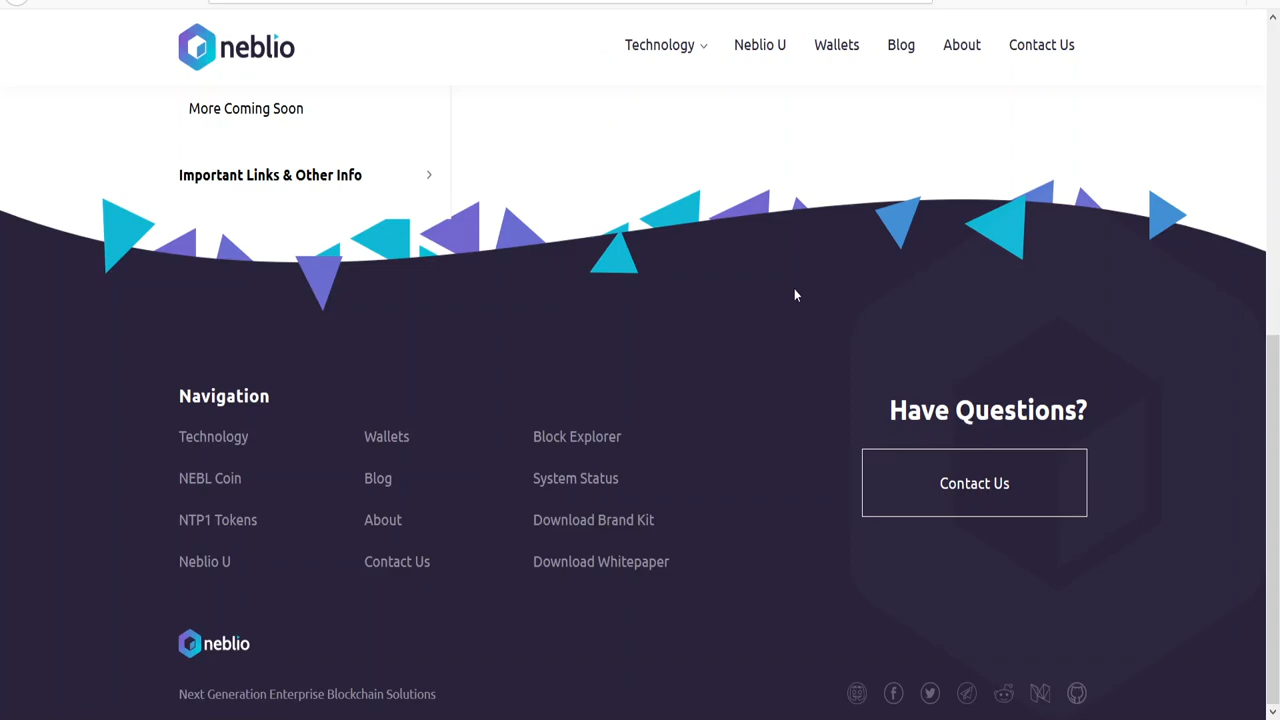 neblio
Technology
Neblio U
Wallets
Blog
About
Contact Us
More Coming Soon
Important Links & Other Info
Navigation
Technology
Wallets
Block Explorer
NEBL Coin
Blog
System Status
NTP1 Tokens
About
Download Brand Kit
Neblio U
Contact Us
Download Whitepaper
Have Questions?
Contact Us
neblio
Next Generation Enterprise Blockchain Solutions